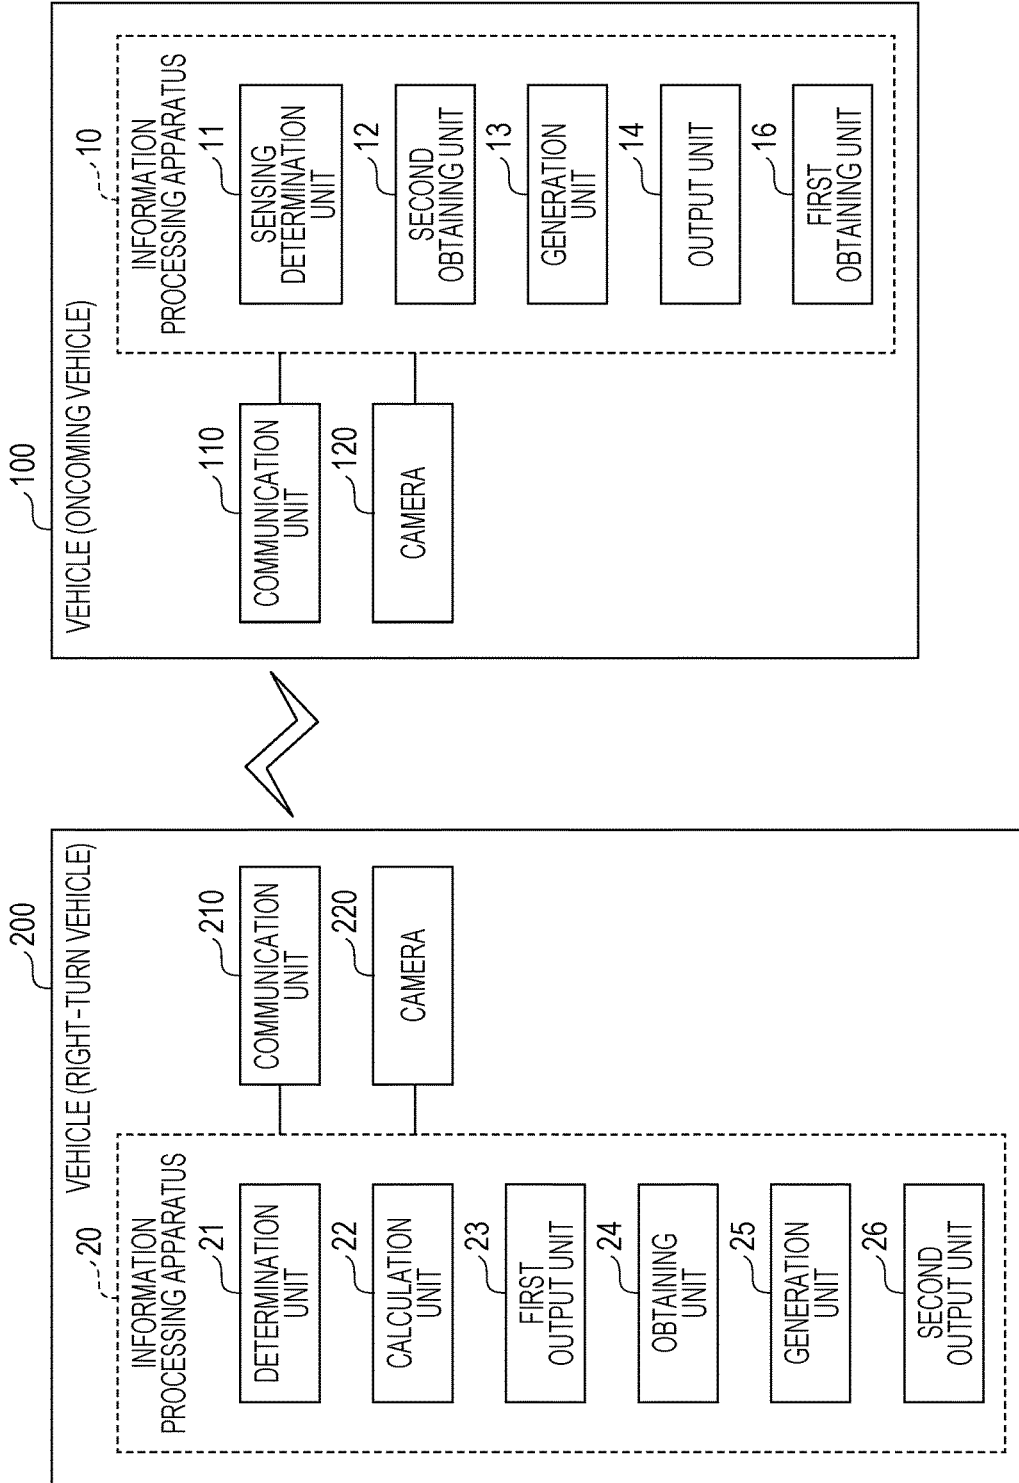 200
VEHICLE (RIGHT-TURN VEHICLE)
20
INFORMATION
PROCESSING APPARATUS
21
DETERMINATION
UNIT
22
CALCULATION
UNIT
23
FIRST
OUTPUT UNIT
24
OBTAINING
UNIT
25
GENERATION
UNIT
26
SECOND
OUTPUT UNIT
210
COMMUNICATION
UNIT
220
CAMERA
100
VEHICLE (ONCOMING VEHICLE)
110
COMMUNICATION
UNIT
120
CAMERA
10
INFORMATION
PROCESSING APPARATUS
11
SENSING
DETERMINATION
UNIT
12
SECOND
OBTAINING UNIT
13
GENERATION
UNIT
14
OUTPUT UNIT
16
FIRST
OBTAINING UNIT